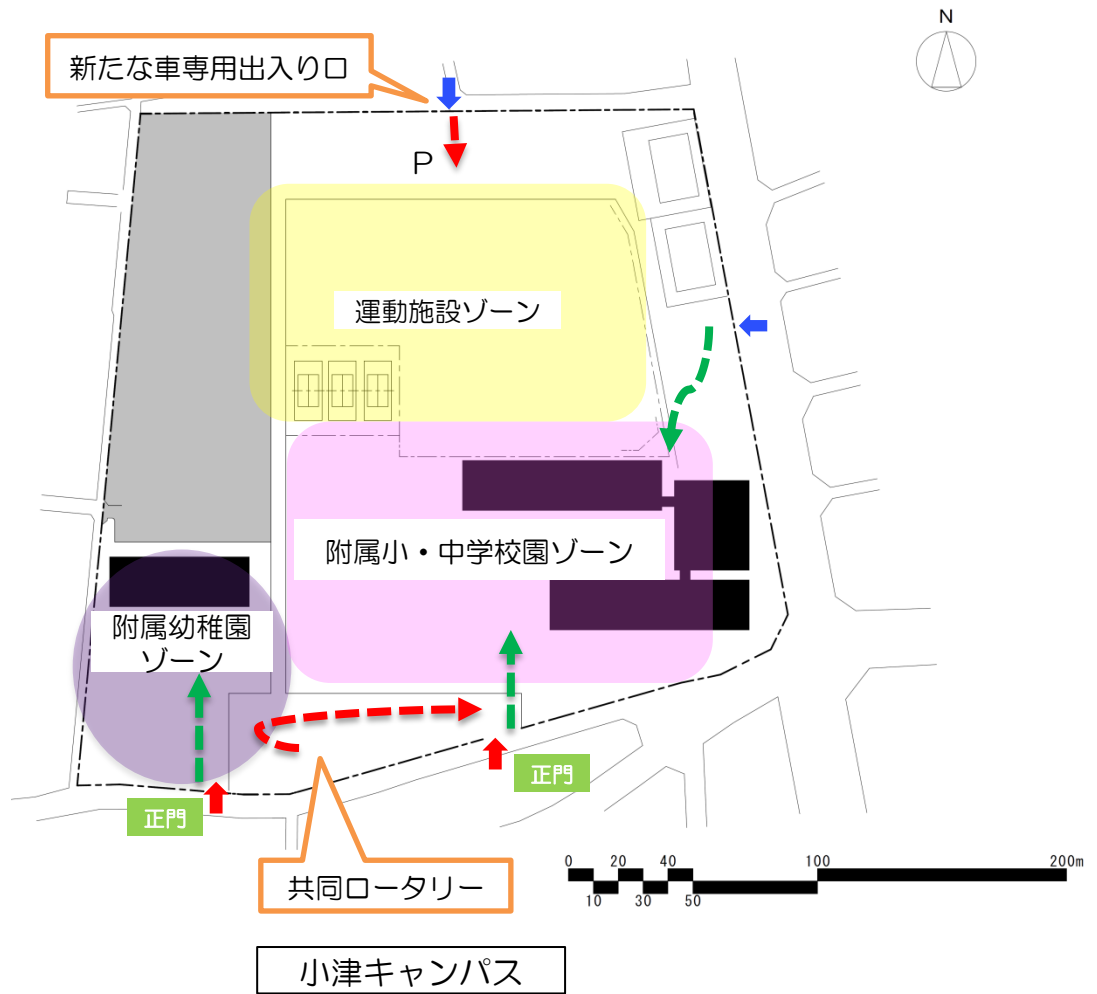 N
新たな車専用出入り口
P
運動施設ゾーン
附属小・中学校園ゾーン
附属幼稚園
ゾーン
正門
正門
共同ロータリー
0 20 40 100 200m
10 30 50
小津キャンパス